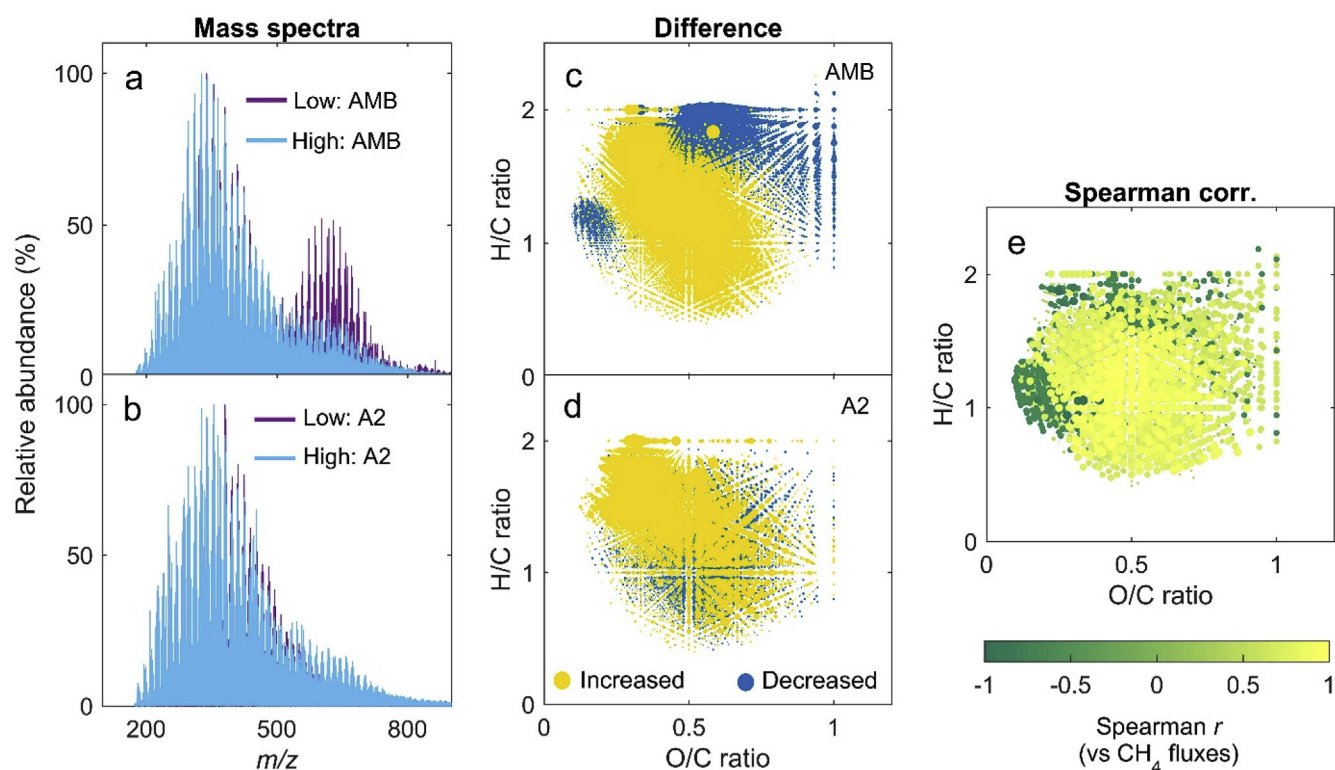 Mass spectra
Difference
Spearman corr.
a
Low: AMB
High: AMB
100
50
0
b
Low: A2
High: A2
100
50
0
Relative abundance (%)
200
500
800
m/z
c
AMB
2
1
0
H/C ratio
d
A2
2
1
0
H/C ratio
Increased
Decreased
0
0.5
1
O/C ratio
e
2
1
0
H/C ratio
0
0.5
1
O/C ratio
-1
-0.5
0
0.5
1
Spearman r
(vs CH4 fluxes)